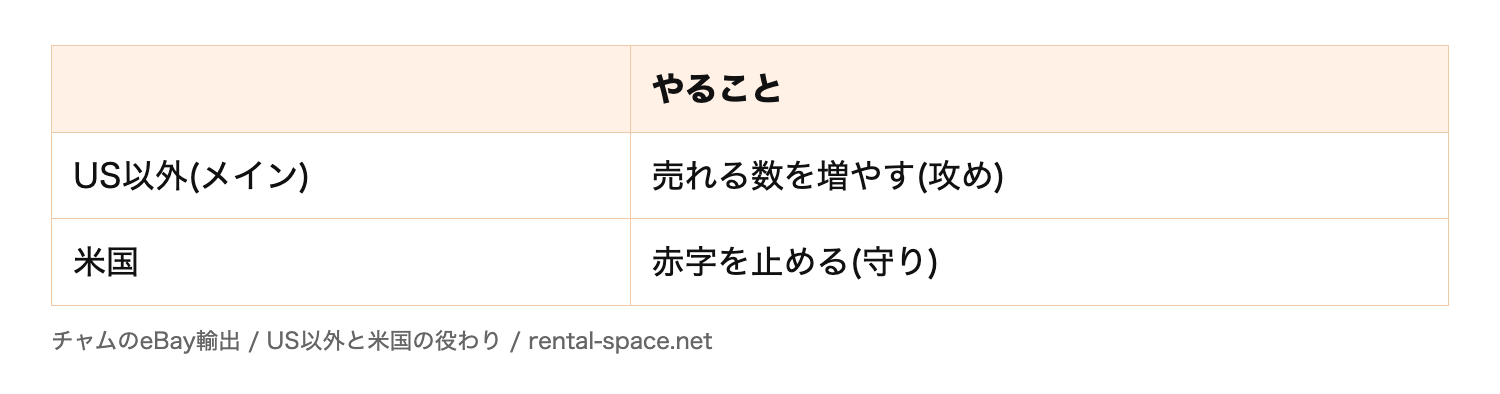 やること
US以外(メイン) 売れる数を増やす(攻め)
米国 赤字を止める(守り)
チャムのeBay輸出 / US以外と米国の役わり / rental-space.net